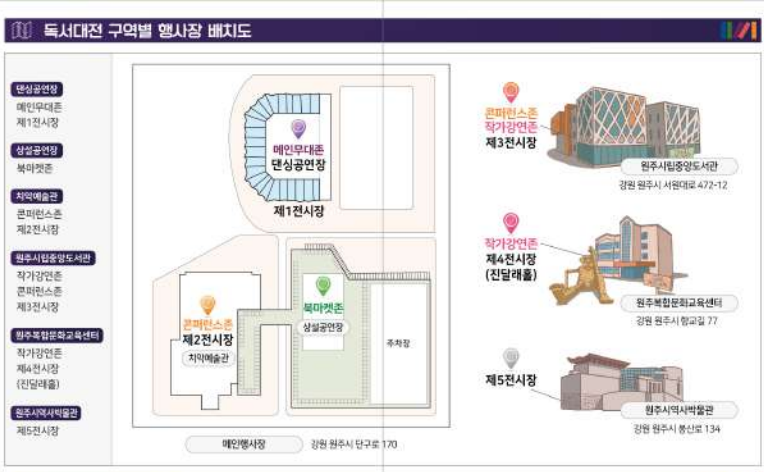 독서대전 구역별 행사장 배치도
댄싱공연장
메인무대존
제1전시장
상설공연장
북마켓존
치악예술관
콘퍼런스존
제2전시장
원주시립중앙도서관
작가강연존
콘퍼런스존
제3전시장
원주복합문화교육센터
작가강연존
제4전시장
(진달래홀)
원주시역사박물관
제5전시장
메인무대존
댄싱공연장
제1전시장
콘퍼런스존
제2전시장
치악예술관
북마켓존
상설공연장
주차장
메인행사장
강원 원주시 단구로 170
콘퍼런스존
작가강연존
제3전시장
원주시립중앙도서관
강원 원주시 서원대로 472-12
작가강연존
제4전시장
(진달래홀)
원주복합문화교육센터
강원 원주시 향교길 77
제5전시장
원주시역사박물관
강원 원주시 봉산로 134